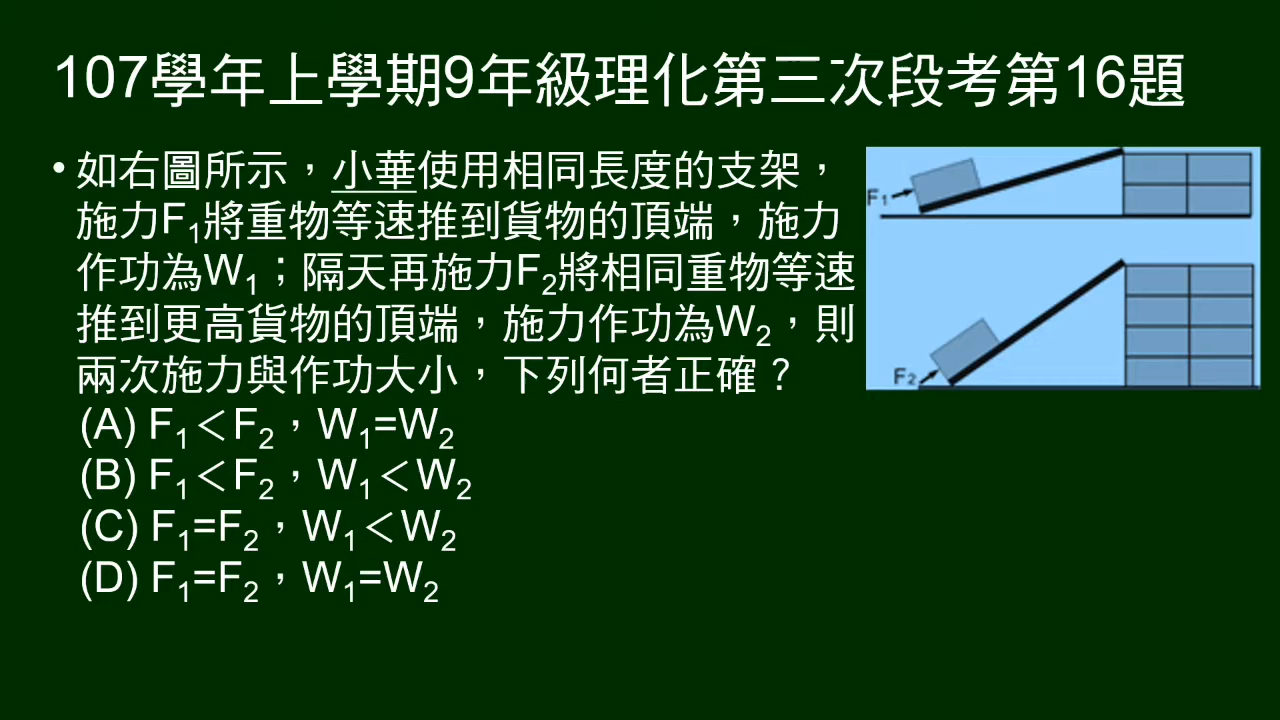 107學年上學期9年級理化第三次段考第16題
•如右圖所示，小華使用相同長度的支架，
施力F₁將重物等速推到貨物的頂端，施力
作功為W₁；隔天再施力F₂將相同重物等速
推到更高貨物的頂端，施力作功為W₂，則
兩次施力與作功大小，下列何者正確？
(A) F₁＜F₂，W₁=W₂
(B) F₁＜F₂，W₁＜W₂
(C) F₁=F₂，W₁＜W₂
(D) F₁=F₂，W₁=W₂
F₁
F₂